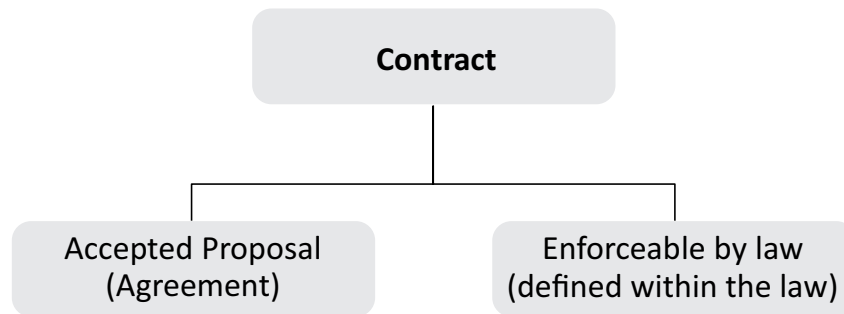 Contract
Accepted Proposal
(Agreement)
Enforceable by law
(defined within the law)